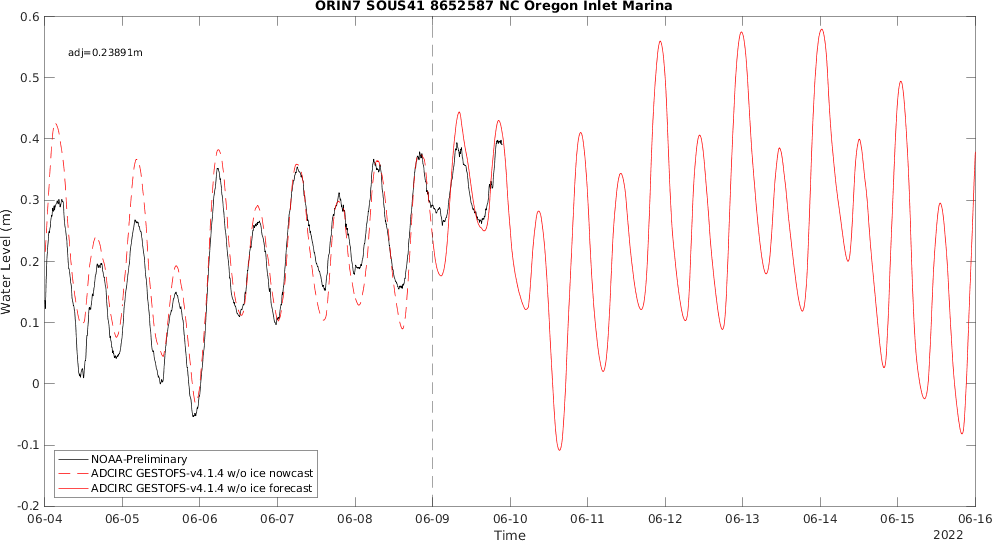 ORIN7 SOUS41 8652587 NC Oregon Inlet Marina
adj=0.23891m
0.6
0.5
0.4
0.3
0.2
0.1
0
-0.1
-0.2
Water Level (m)
NOAA-Preliminary
ADCIRC GESTOFS-v4.1.4 w/o ice nowcast
ADCIRC GESTOFS-v4.1.4 w/o ice forecast
06-04 06-05 06-06 06-07 06-08 06-09 06-10 06-11 06-12 06-13 06-14 06-15 06-16
Time
2022